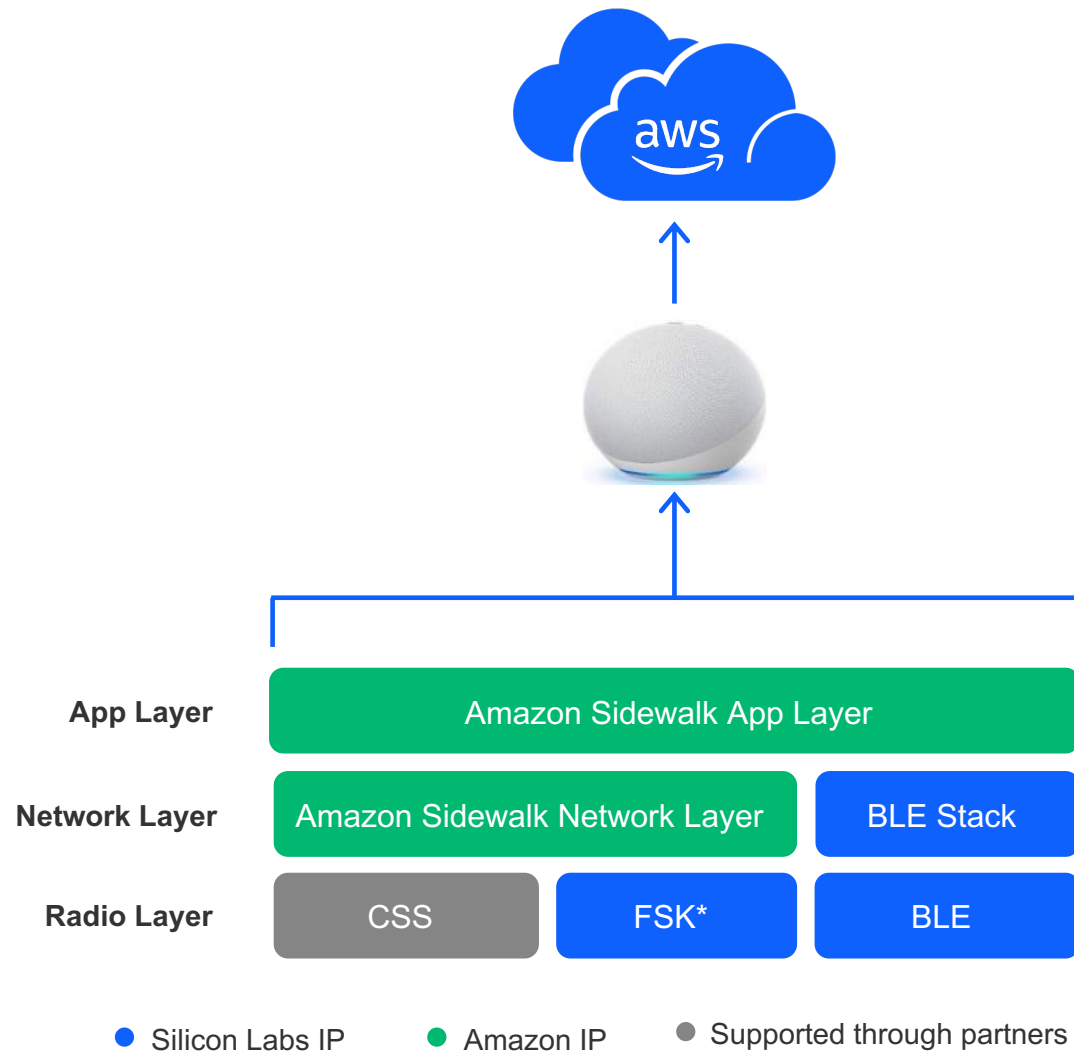 aws
App Layer
Amazon Sidewalk App Layer
Network Layer
Amazon Sidewalk Network Layer
BLE Stack
Radio Layer
CSS
FSK*
BLE
Silicon Labs IP
Amazon IP
Supported through partners